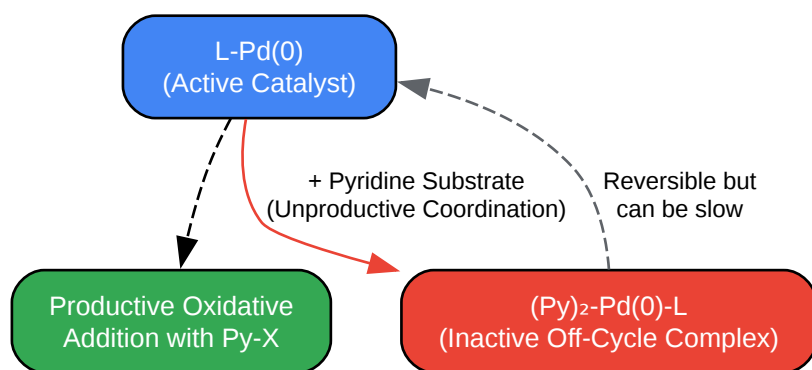 L-Pd(0)
(Active Catalyst)
+ Pyridine Substrate
(Unproductive Coordination)
Reversible but
can be slow
Productive Oxidative
Addition with Py-X
(Py)₂-Pd(0)-L
(Inactive Off-Cycle Complex)